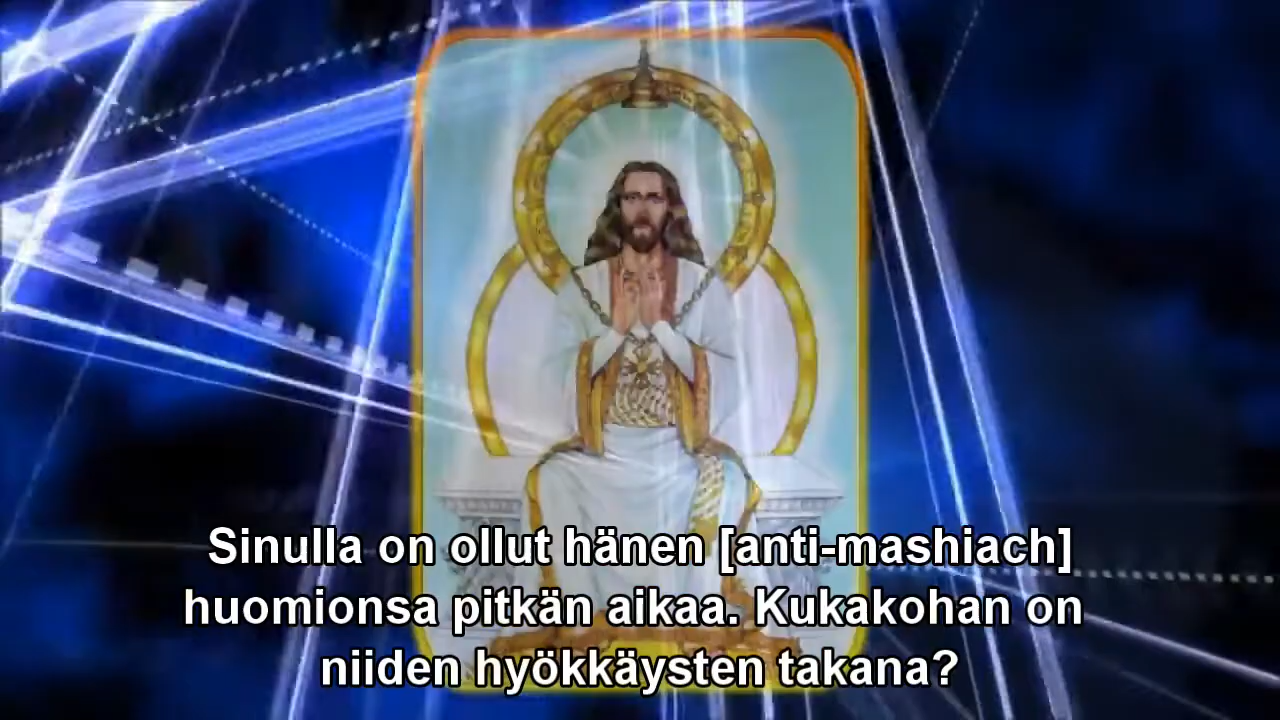 Sinulla on ollut hänen [anti-mashiach]
huomionsa pitkän aikaa. Kukakohan on
niiden hyökkäysten takana?